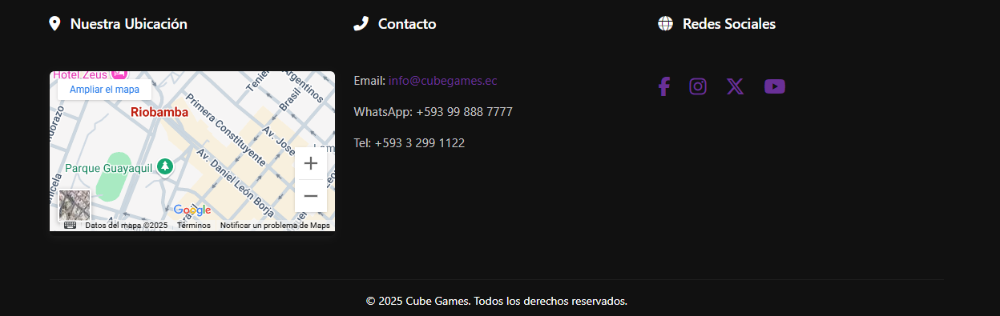 Nuestra Ubicación
Contacto
Redes Sociales
Hotel Zeus
Ampliar el mapa
Riobamba
Argentinos
Brasil
Primera Constituyente
Av. Jose
Parque Guayaquil
Av. Daniel León Borja
Google
Datos del mapa ©2025
Términos
Notificar un problema de Maps
Email: info@cubegames.ec
WhatsApp: +593 99 888 7777
Tel: +593 3 299 1122
© 2025 Cube Games. Todos los derechos reservados.